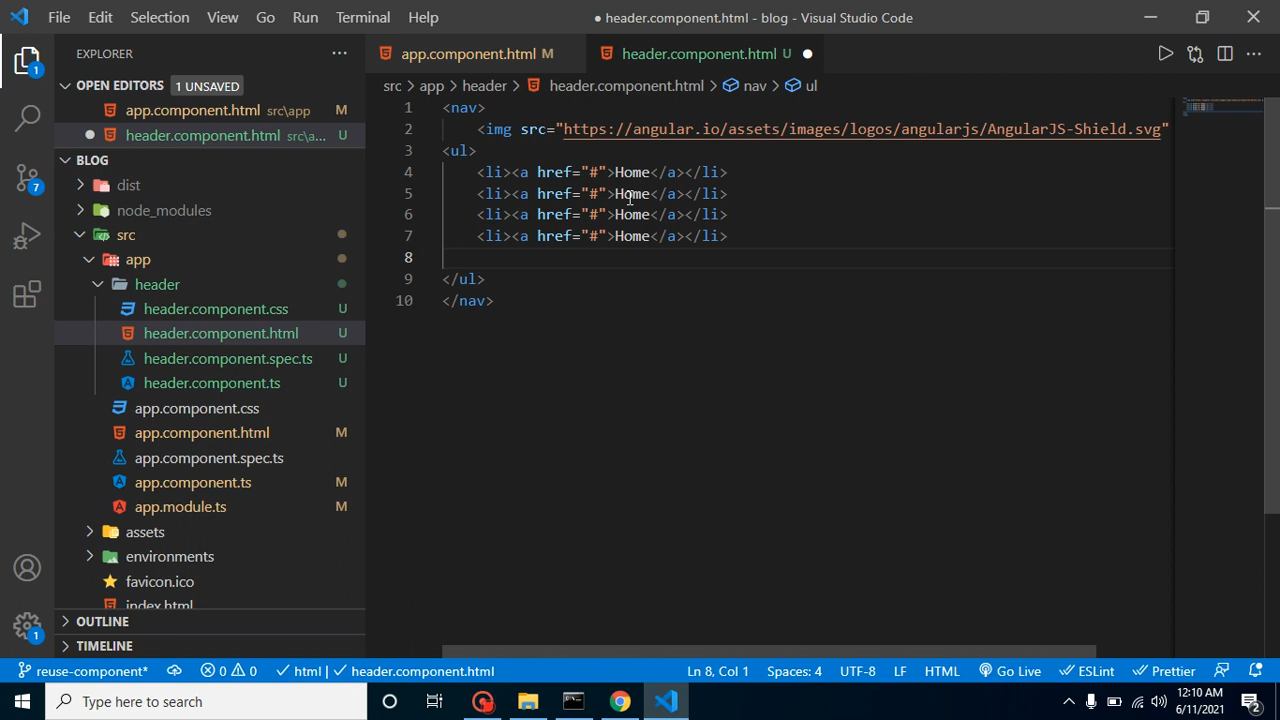 File Edit Selection View Go Run Terminal Help
● header.component.html - blog - Visual Studio Code
EXPLORER
OPEN EDITORS 1 UNSAVED
app.component.html src\app M
header.component.html src\a... U
BLOG
dist
node_modules
src
app
header
header.component.css U
header.component.html U
header.component.spec.ts U
header.component.ts U
app.component.css
app.component.html M
app.component.spec.ts
app.component.ts M
app.module.ts M
assets
environments
favicon.ico
index.html
OUTLINE
TIMELINE
1
7
1
app.component.html M
header.component.html U
src > app > header > header.component.html > nav > ul
1 <nav>
2 <img src="https://angular.io/assets/images/logos/angularjs/AngularJS-Shield.svg"
3 <ul>
4 <li><a href="#">Home</a></li>
5 <li><a href="#">Home</a></li>
6 <li><a href="#">Home</a></li>
7 <li><a href="#">Home</a></li>
8
9 </ul>
10 </nav>
reuse-component* 0 0 html | header.component.html Ln 8, Col 1 Spaces: 4 UTF-8 LF HTML Go Live ESLint Prettier
Type here to search
12:10 AM
6/11/2021
2